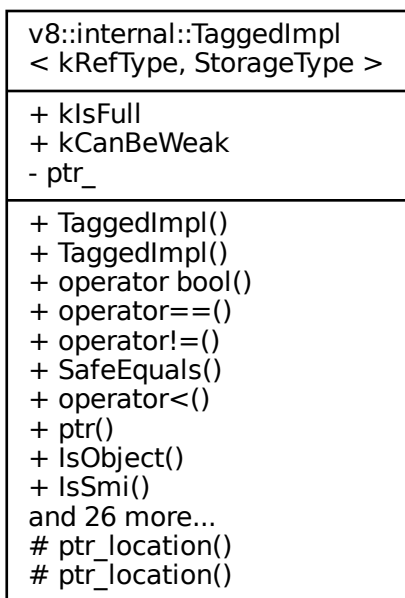 v8::internal::TaggedImpl
< kRefType, StorageType >
+ kIsFull
+ kCanBeWeak
- ptr_
+ TaggedImpl()
+ TaggedImpl()
+ operator bool()
+ operator==()
+ operator!=()
+ SafeEquals()
+ operator<()
+ ptr()
+ IsObject()
+ IsSmi()
and 26 more...
# ptr_location()
# ptr_location()